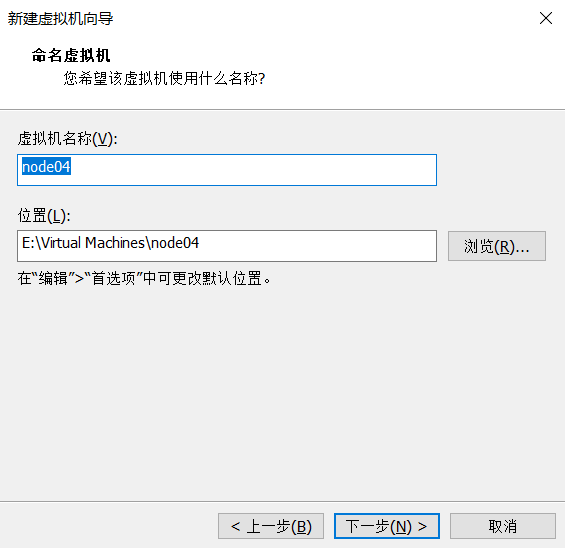 新建虚拟机向导
命名虚拟机
您希望该虚拟机使用什么名称?
虚拟机名称(V):
node04
位置(L):
E:\Virtual Machines\node04
浏览(R)...
在“编辑”>“首选项”中可更改默认位置。
< 上一步(B)
下一步(N) >
取消